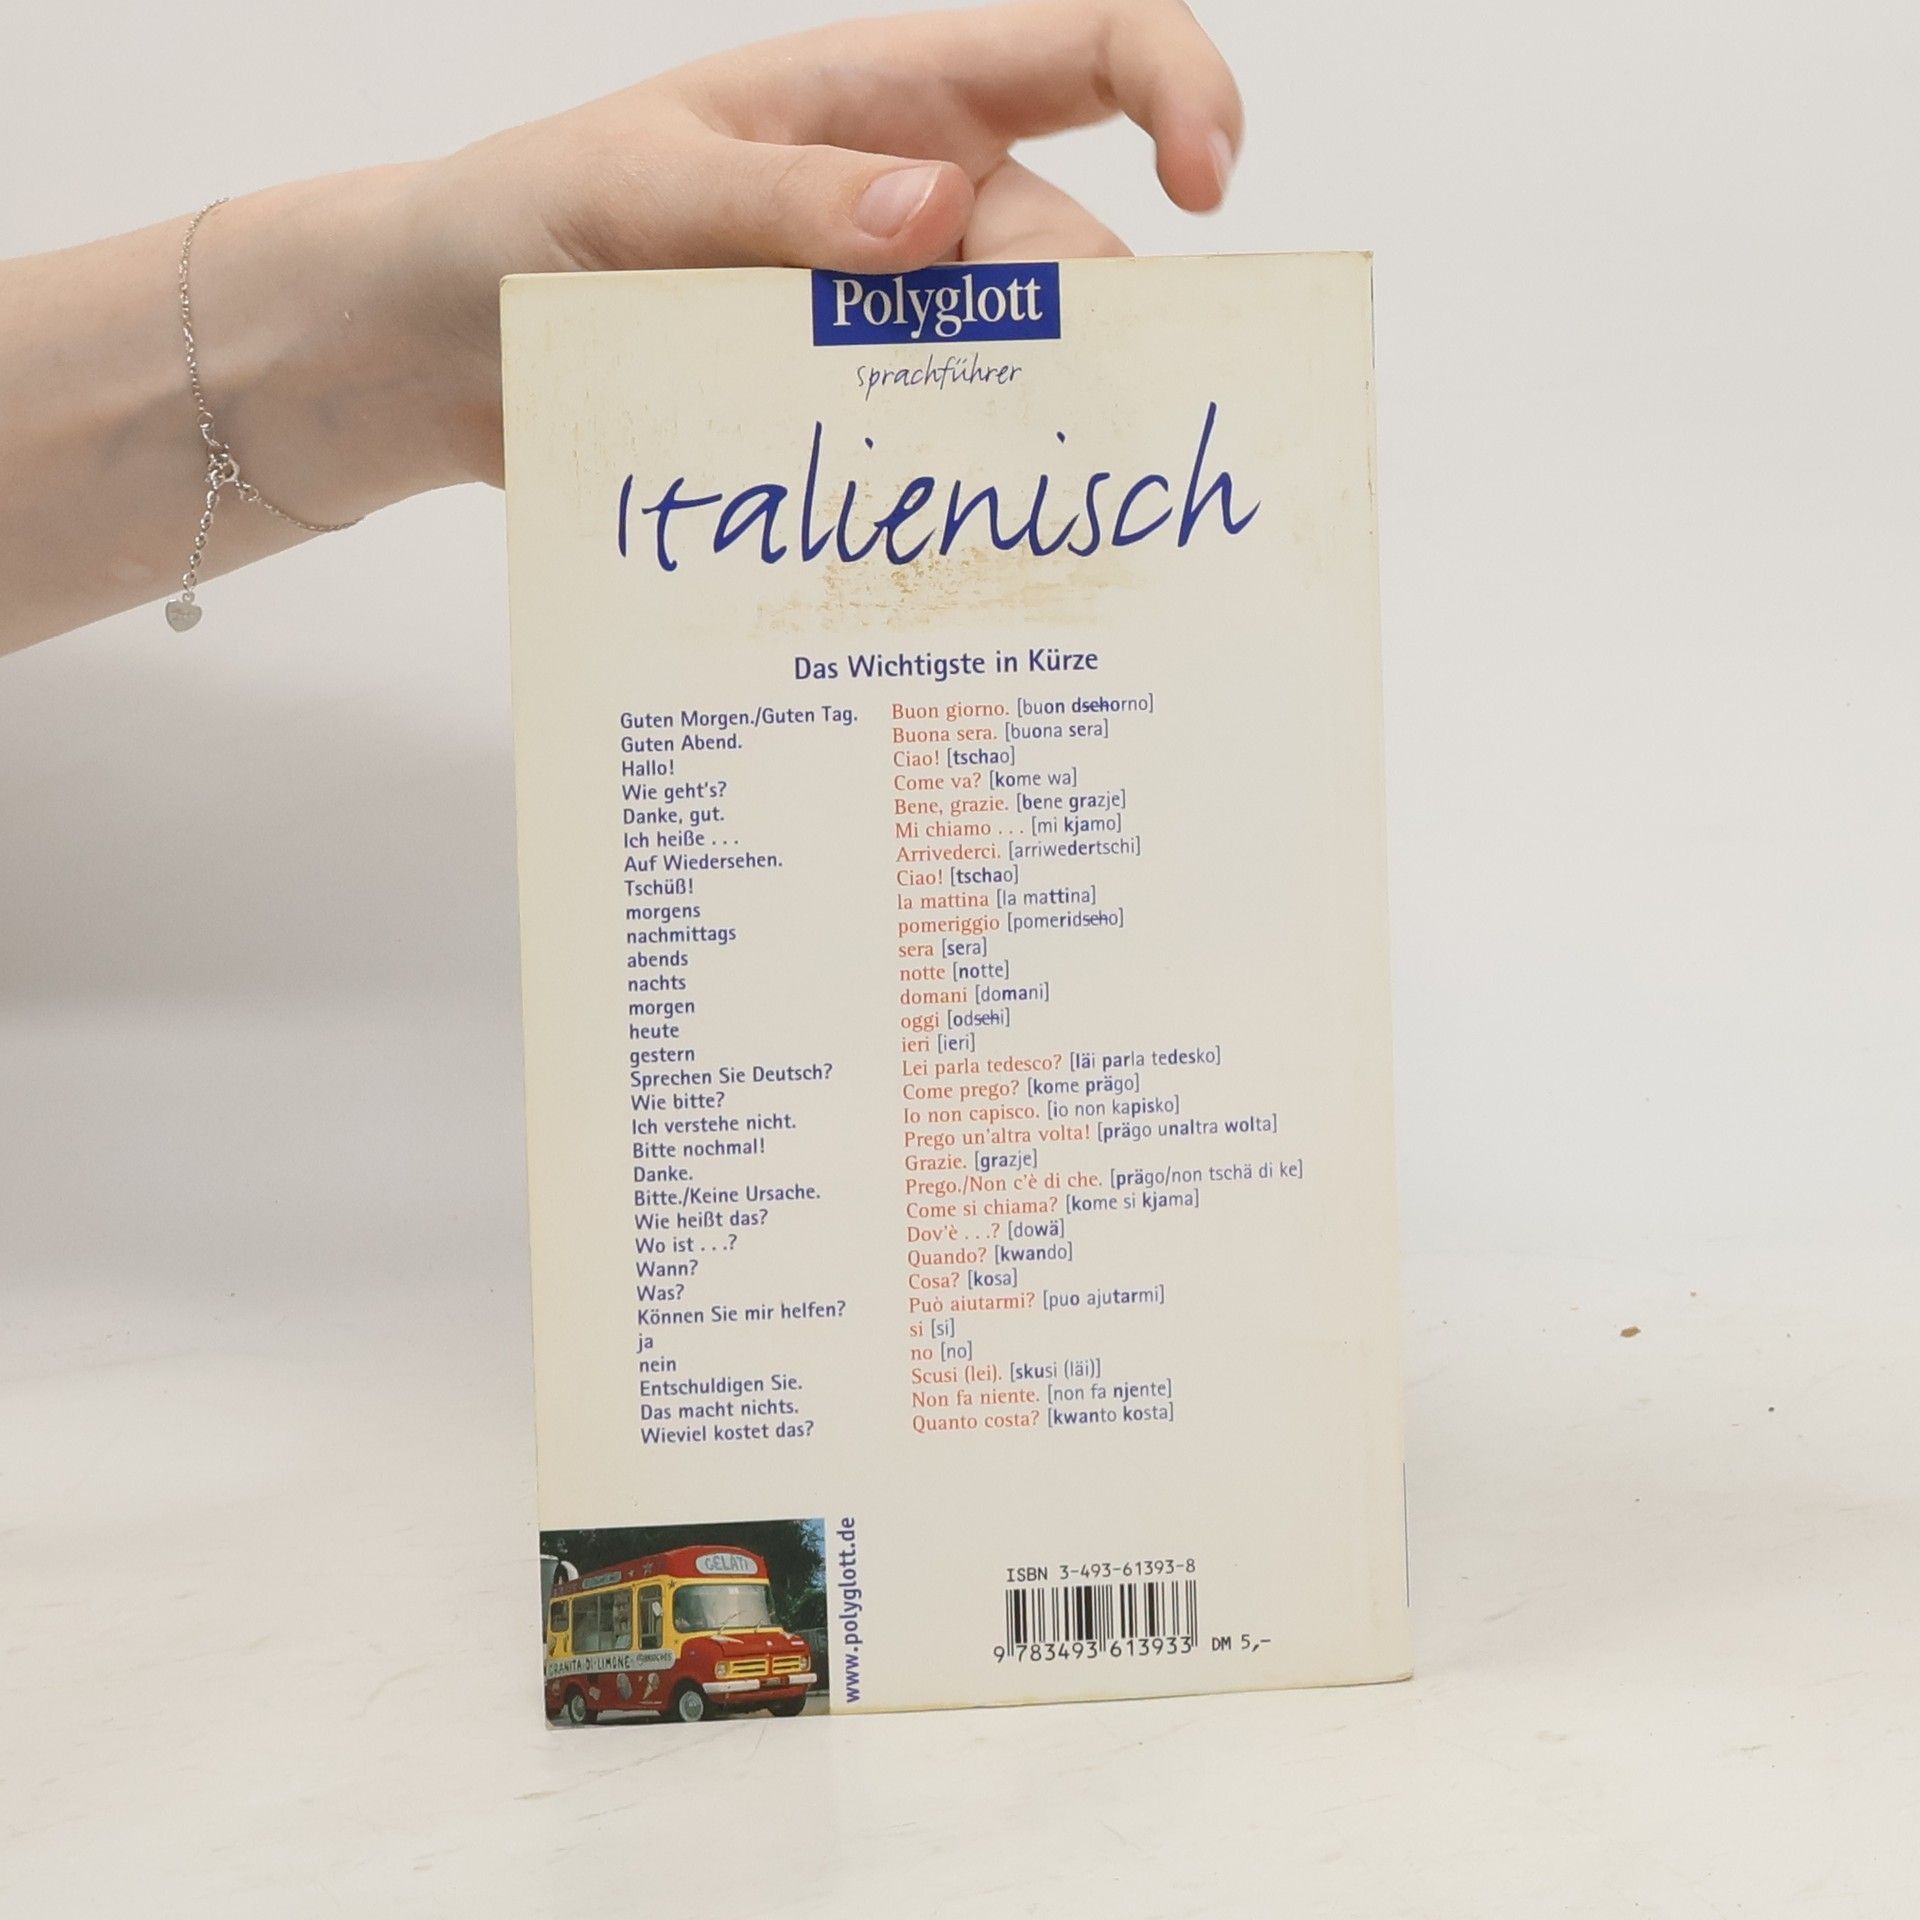 Polyglott
Sprachführer
Italienisch
Das Wichtigste in Kürze
Guten Morgen./Guten Tag. Buon giorno. [buon dsehorno]
Guten Abend. Buona sera. [buona sera]
Hallo! Ciao! [tschao]
Wie geht's? Come va? [kome wa]
Danke, gut. Bene, grazie. [bene grazje]
Ich heiße . . . Mi chiamo . . . [mi kjamo]
Auf Wiedersehen. Arrivederci. [arriwedertschi]
Tschüß! Ciao! [tschao]
morgens la mattina [la mattina]
nachmittags pomeriggio [pomeridseho]
abends sera [sera]
nachts notte [notte]
morgen domani [domani]
heute oggi [odsehi]
gestern ieri [ieri]
Sprechen Sie Deutsch? Lei parla tedesco? [läi parla tedesko]
Wie bitte? Come prego? [kome prägo]
Ich verstehe nicht. Io non capisco. [io non kapisko]
Bitte nochmal! Prego un'altra volta! [prägo unaltra wolta]
Danke. Grazie. [grazje]
Bitte./Keine Ursache. Prego./Non c'è di che. [prägo/non tschä di ke]
Wie heißt das? Come si chiama? [kome si kjama]
Wo ist . . .? Dov'è . . .? [dowä]
Wann? Quando? [kwando]
Was? Cosa? [kosa]
Können Sie mir helfen? Può aiutarmi? [puo ajutarmi]
ja si [si]
nein no [no]
Entschuldigen Sie. Scusi (lei). [skusi (läi)]
Das macht nichts. Non fa niente. [non fa njente]
Wieviel kostet das? Quanto costa? [kwanto kosta]
GELATI
GRANITA·DI·LIMONE
www.polyglott.de
ISBN 3-493-61393-8
9 783493 613933 DM 5,–